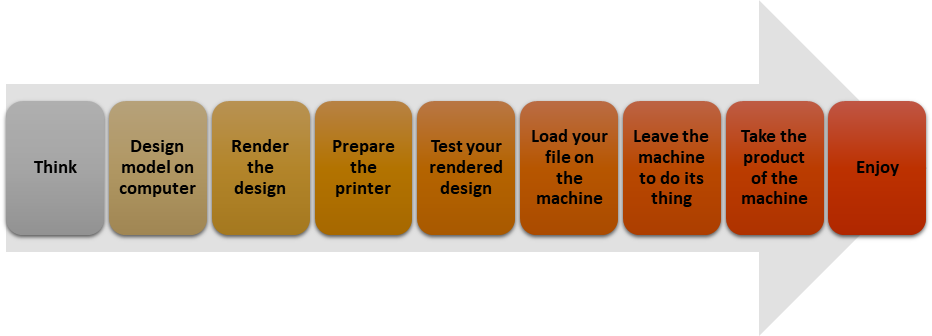 Think
Design
model on
computer
Render
the
design
Prepare
the
printer
Test your
rendered
design
Load your
file on
the
machine
Leave the
machine
to do its
thing
Take the
product
of the
machine
Enjoy